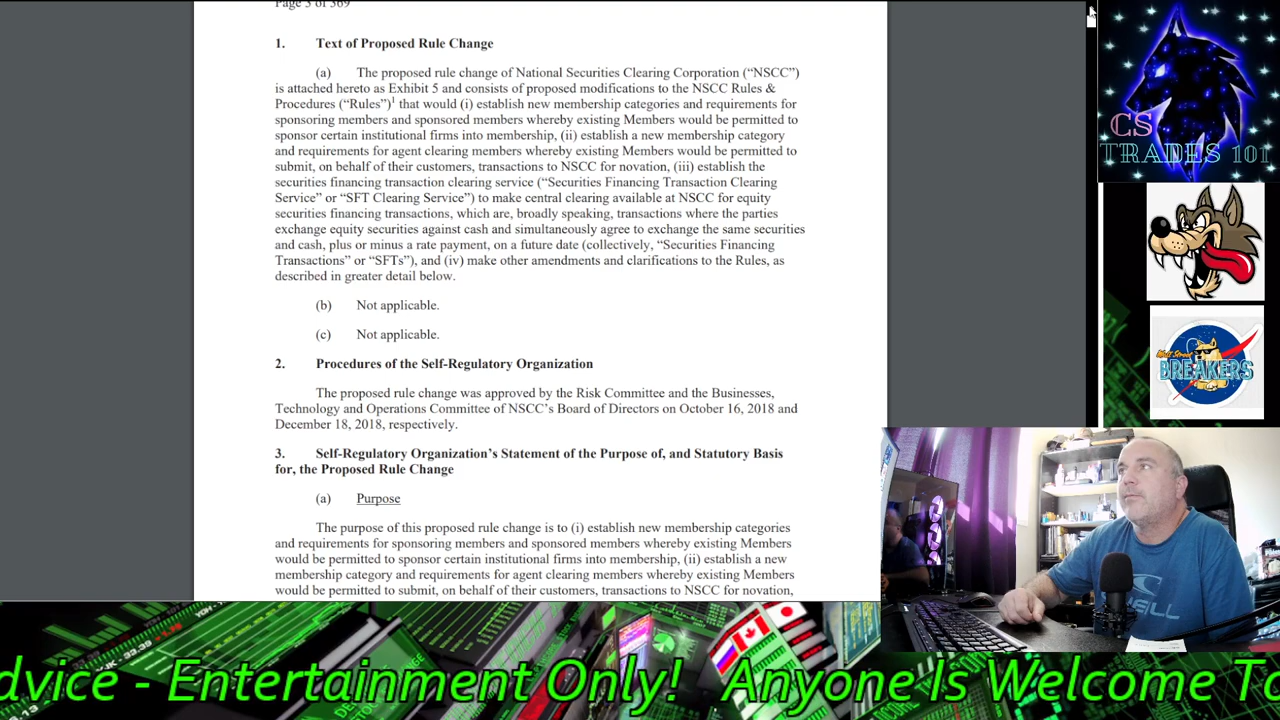 Page 3 of 369
1. Text of Proposed Rule Change
(a) The proposed rule change of National Securities Clearing Corporation (“NSCC”)
is attached hereto as Exhibit 5 and consists of proposed modifications to the NSCC Rules &
Procedures (“Rules”)1 that would (i) establish new membership categories and requirements for
sponsoring members and sponsored members whereby existing Members would be permitted to
sponsor certain institutional firms into membership, (ii) establish a new membership category
and requirements for agent clearing members whereby existing Members would be permitted to
submit, on behalf of their customers, transactions to NSCC for novation, (iii) establish the
securities financing transaction clearing service (“Securities Financing Transaction Clearing
Service” or “SFT Clearing Service”) to make central clearing available at NSCC for equity
securities financing transactions, which are, broadly speaking, transactions where the parties
exchange equity securities against cash and simultaneously agree to exchange the same securities
and cash, plus or minus a rate payment, on a future date (collectively, “Securities Financing
Transactions” or “SFTs”), and (iv) make other amendments and clarifications to the Rules, as
described in greater detail below.
(b) Not applicable.
(c) Not applicable.
2. Procedures of the Self-Regulatory Organization
The proposed rule change was approved by the Risk Committee and the Businesses,
Technology and Operations Committee of NSCC’s Board of Directors on October 16, 2018 and
December 18, 2018, respectively.
3. Self-Regulatory Organization’s Statement of the Purpose of, and Statutory Basis
for, the Proposed Rule Change
(a) Purpose
The purpose of this proposed rule change is to (i) establish new membership categories
and requirements for sponsoring members and sponsored members whereby existing Members
would be permitted to sponsor certain institutional firms into membership, (ii) establish a new
membership category and requirements for agent clearing members whereby existing Members
would be permitted to submit, on behalf of their customers, transactions to NSCC for novation,
CS
TRADES 101
Wall Street
BREAKERS
dvice - Entertainment Only! Anyone Is Welcome To